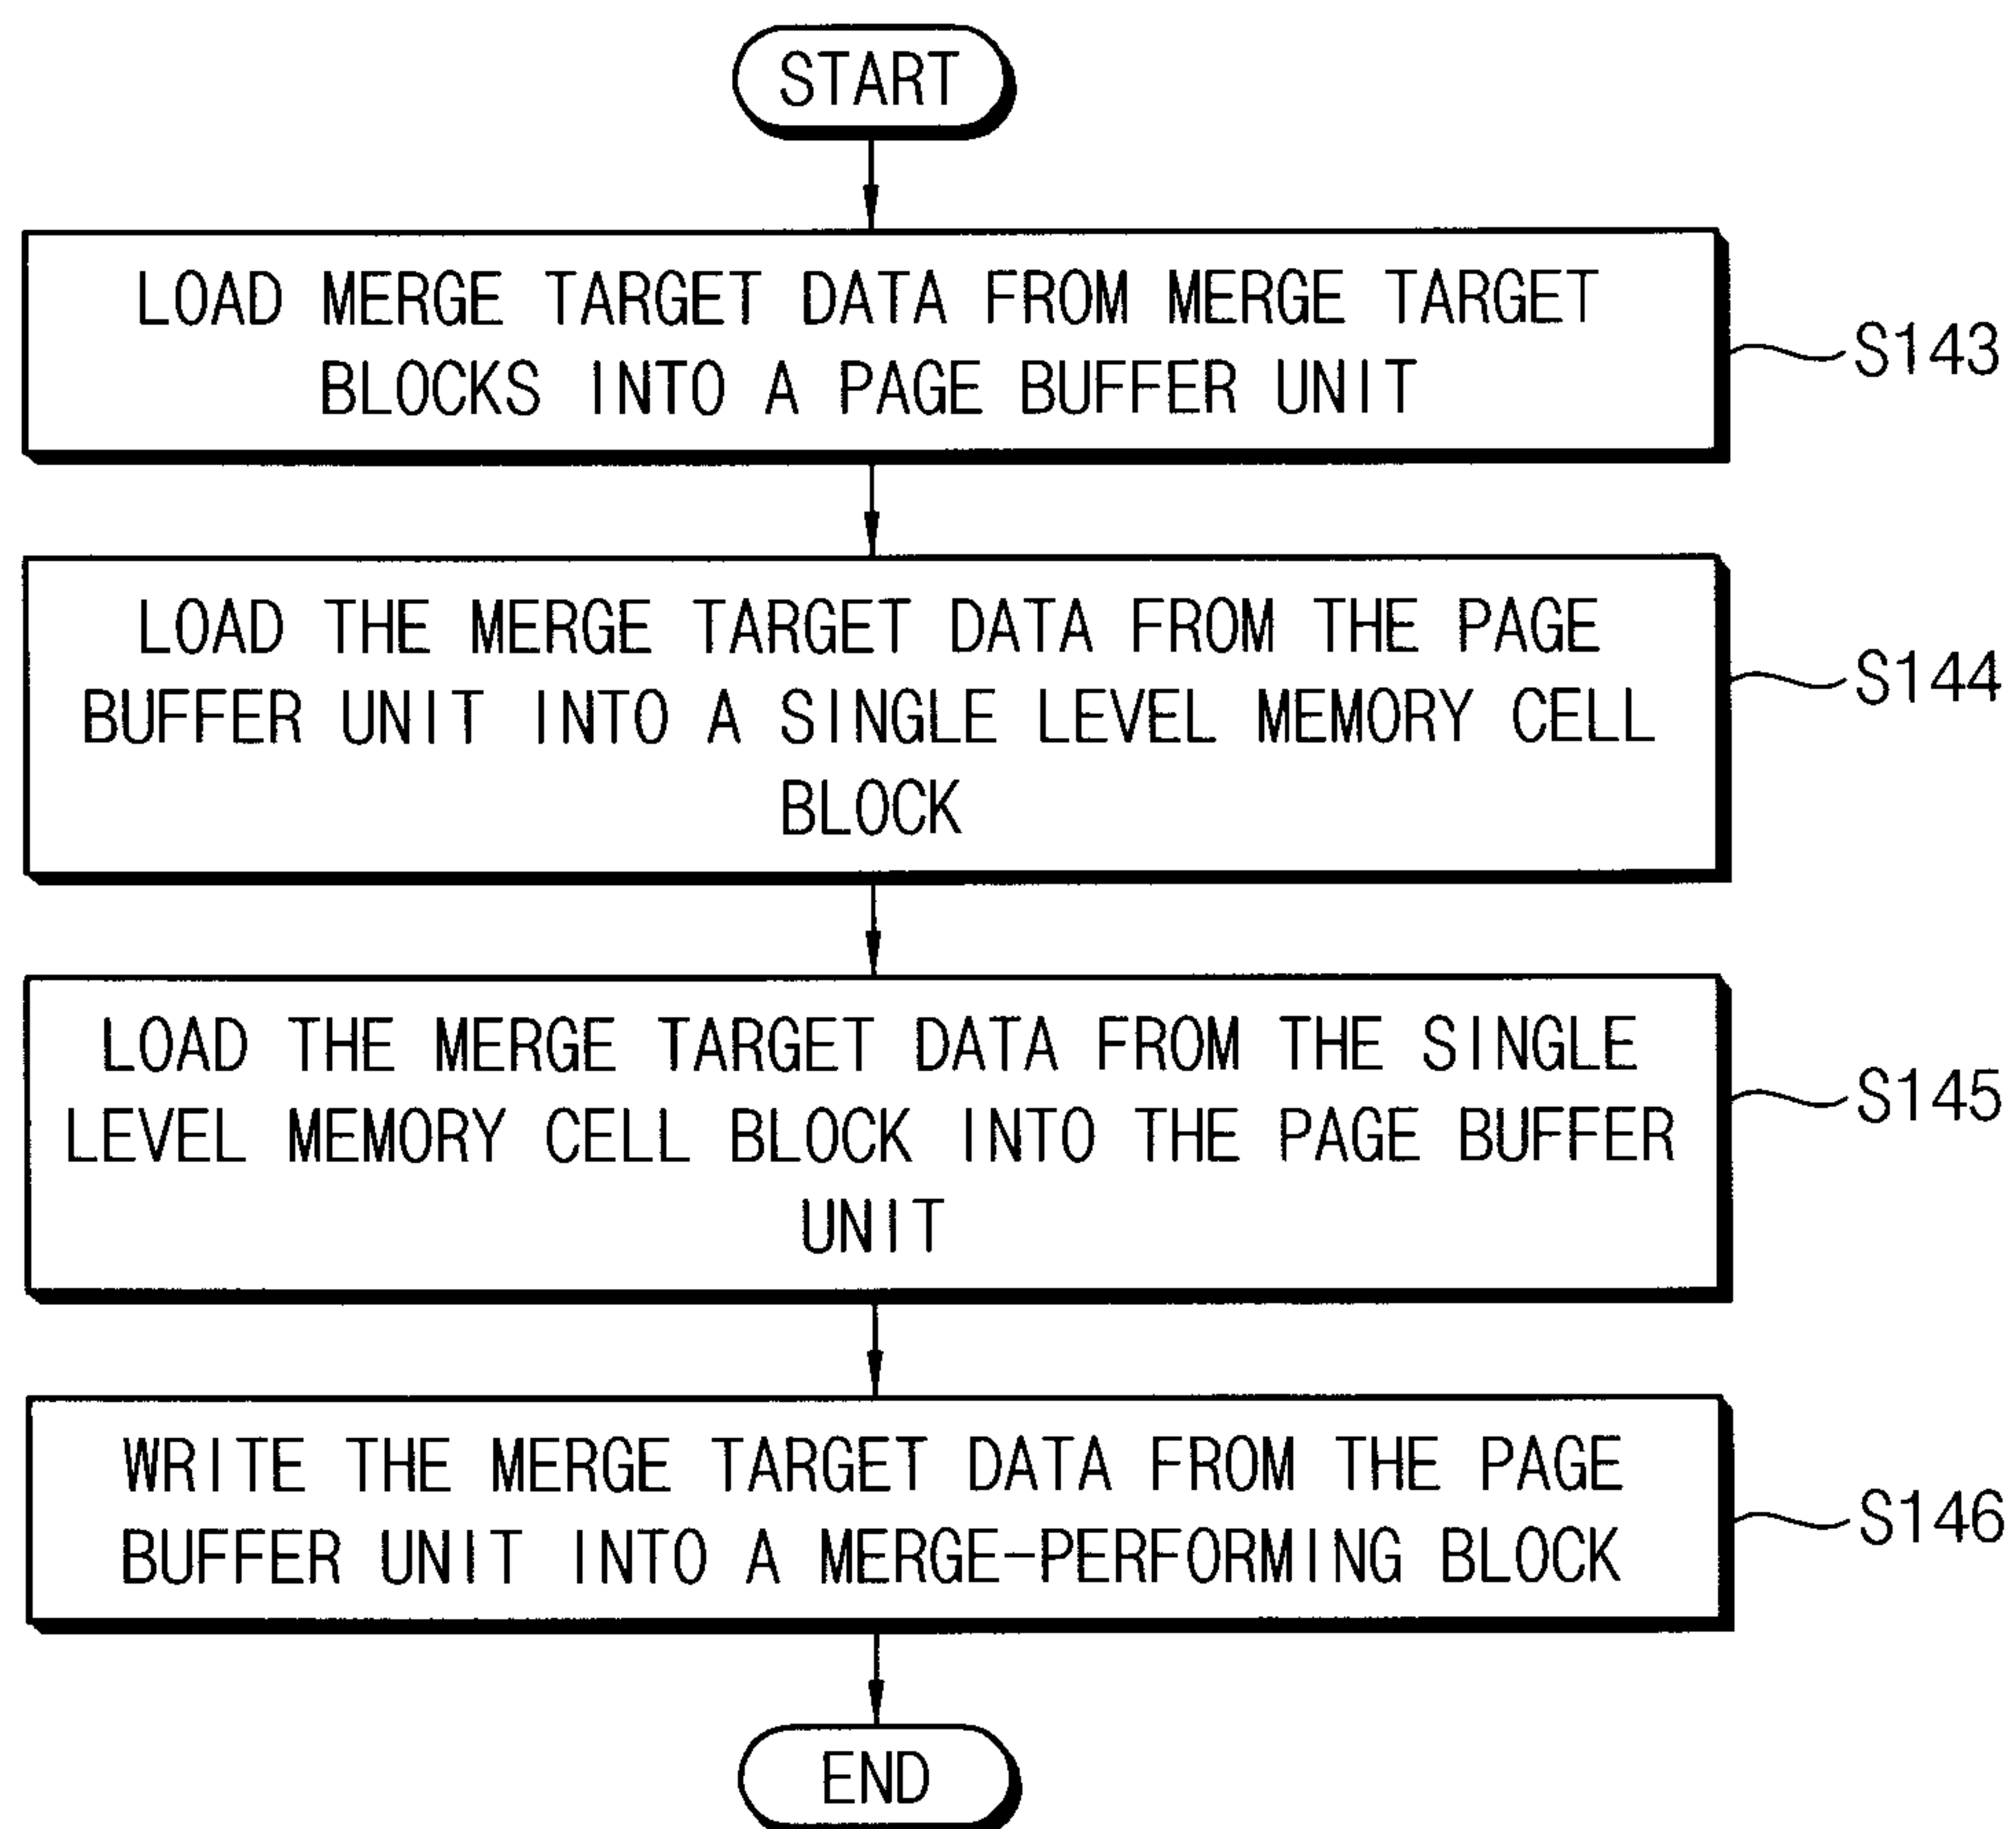 START
LOAD MERGE TARGET DATA FROM MERGE TARGET
BLOCKS INTO A PAGE BUFFER UNIT
S143
LOAD THE MERGE TARGET DATA FROM THE PAGE
BUFFER UNIT INTO A SINGLE LEVEL MEMORY CELL
BLOCK
S144
LOAD THE MERGE TARGET DATA FROM THE SINGLE
LEVEL MEMORY CELL BLOCK INTO THE PAGE BUFFER
UNIT
S145
WRITE THE MERGE TARGET DATA FROM THE PAGE
BUFFER UNIT INTO A MERGE-PERFORMING BLOCK
S146
END